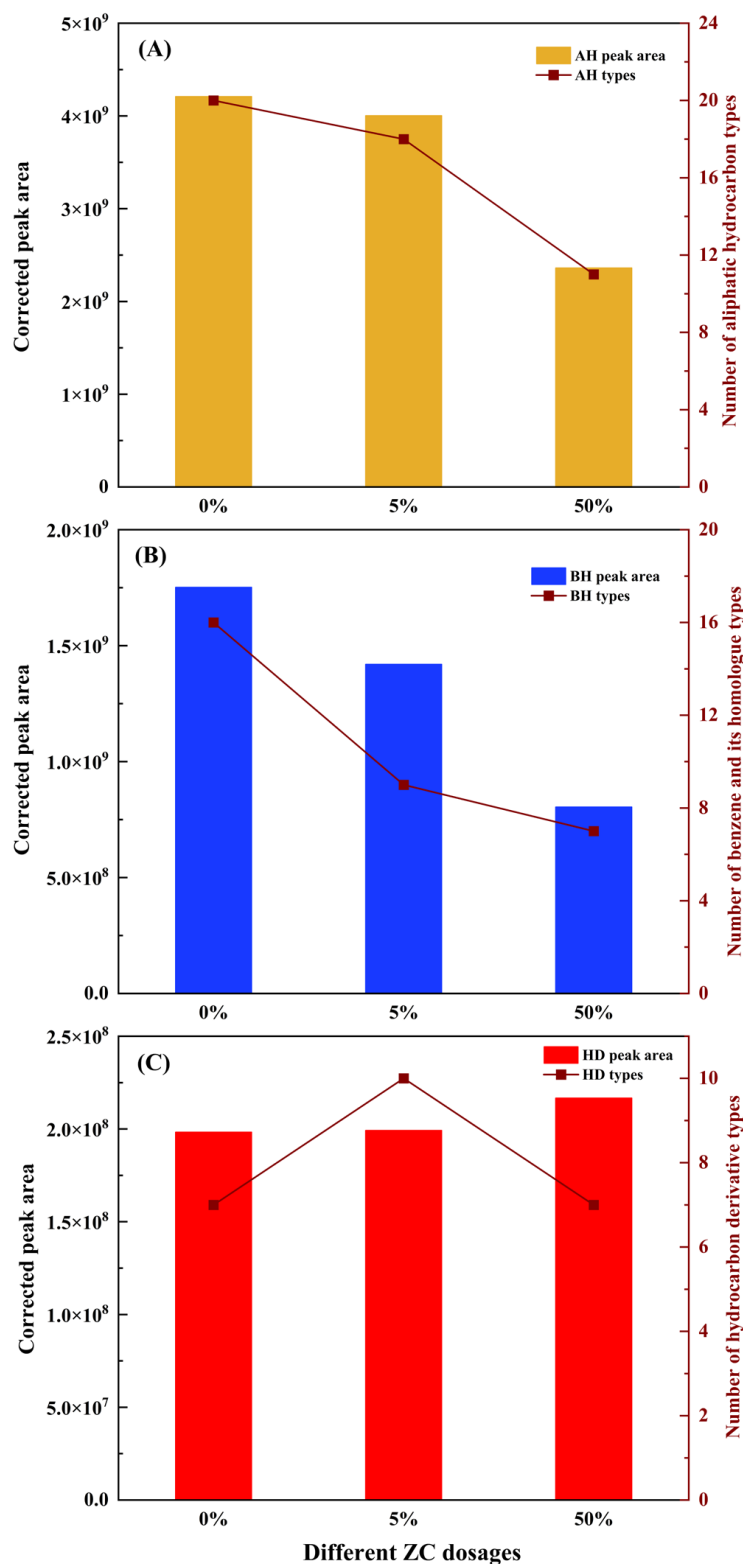 (A)
AH peak area
AH types
5×10⁹
4×10⁹
3×10⁹
2×10⁹
1×10⁹
0
Corrected peak area
24
20
16
12
8
4
0
Number of aliphatic hydrocarbon types
0% 5% 50%
(B)
BH peak area
BH types
2.0×10⁹
1.5×10⁹
1.0×10⁹
5.0×10⁸
0.0
Corrected peak area
20
16
12
8
4
0
Number of benzene and its homologue types
0% 5% 50%
(C)
HD peak area
HD types
2.5×10⁸
2.0×10⁸
1.5×10⁸
1.0×10⁸
5.0×10⁷
0.0
Corrected peak area
10
8
6
4
2
0
Number of hydrocarbon derivative types
0% 5% 50%
Different ZC dosages